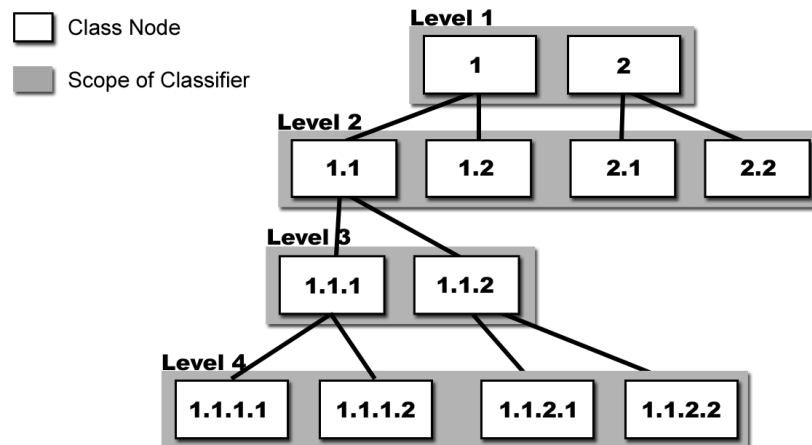 Class Node
Scope of Classifier
Level 1
1 2
Level 2
1.1 1.2 2.1 2.2
Level 3
1.1.1 1.1.2
Level 4
1.1.1.1 1.1.1.2 1.1.2.1 1.1.2.2